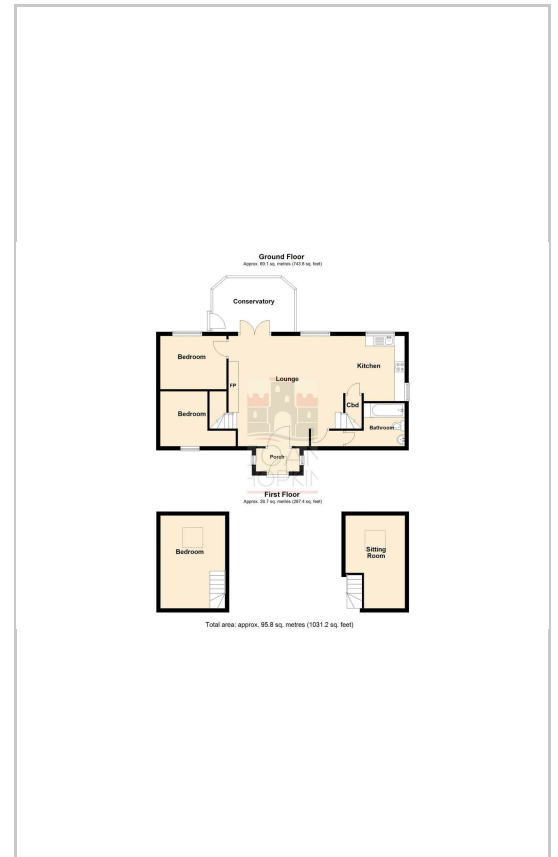 Ground Floor
Approx. 69.1 sq. metres (743.8 sq. feet)
Conservatory
Bedroom
Kitchen
Lounge
FP
Bedroom
Cbd
Bathroom
Porch
First Floor
Approx. 26.7 sq. metres (287.4 sq. feet)
Bedroom
Sitting
Room
Total area: approx. 95.8 sq. metres (1031.2 sq. feet)